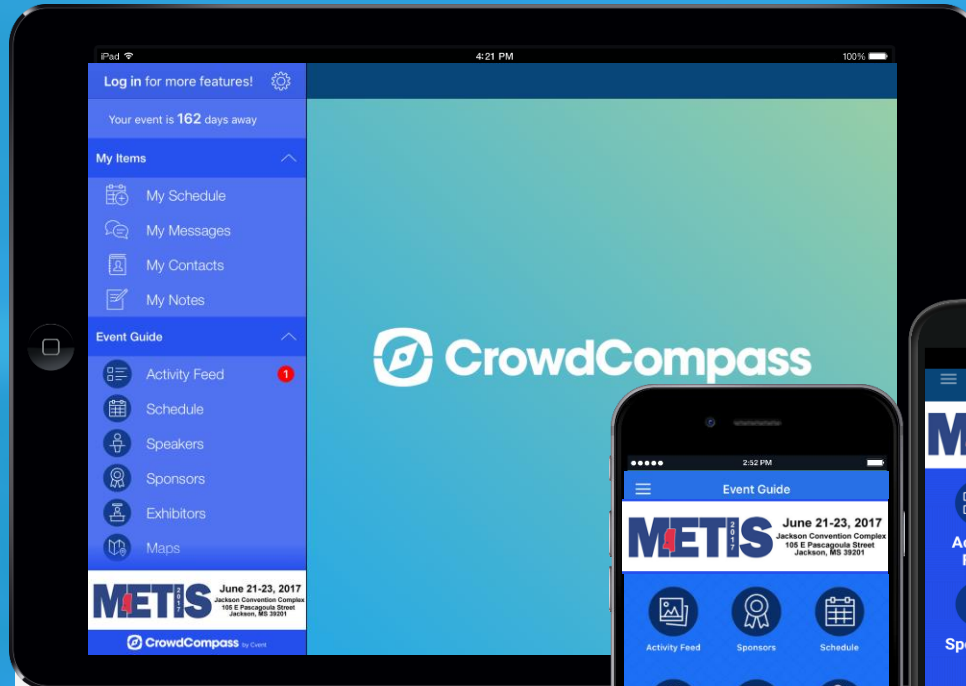 iPad 4:21 PM 100%
Log in for more features!
Your event is 162 days away
My Items
My Schedule
My Messages
My Contacts
My Notes
Event Guide
Activity Feed 1
Schedule
Speakers
Sponsors
Exhibitors
Maps
METIS 2017
June 21-23, 2017
Jackson Convention Complex
105 E Pascagoula Street
Jackson, MS 39201
CrowdCompass by Cvent
CrowdCompass
2:52 PM
Event Guide
METIS 2017
June 21-23, 2017
Jackson Convention Complex
105 E Pascagoula Street
Jackson, MS 39201
Activity Feed Sponsors Schedule